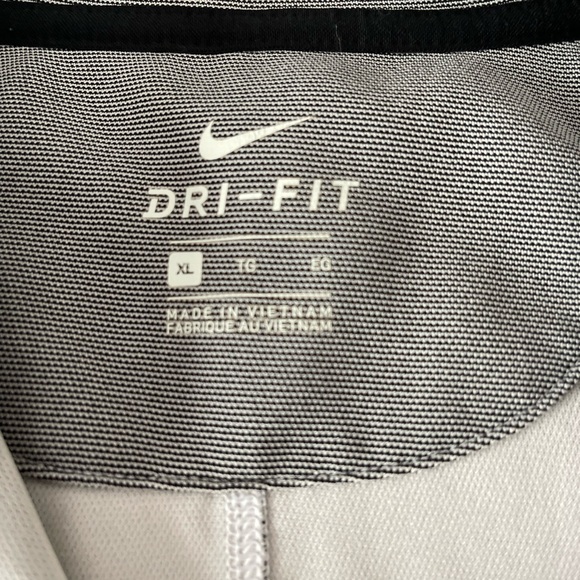 DRI-FIT
XL TG EG
MADE IN VIETNAM
FABRIQUE AU VIETNAM